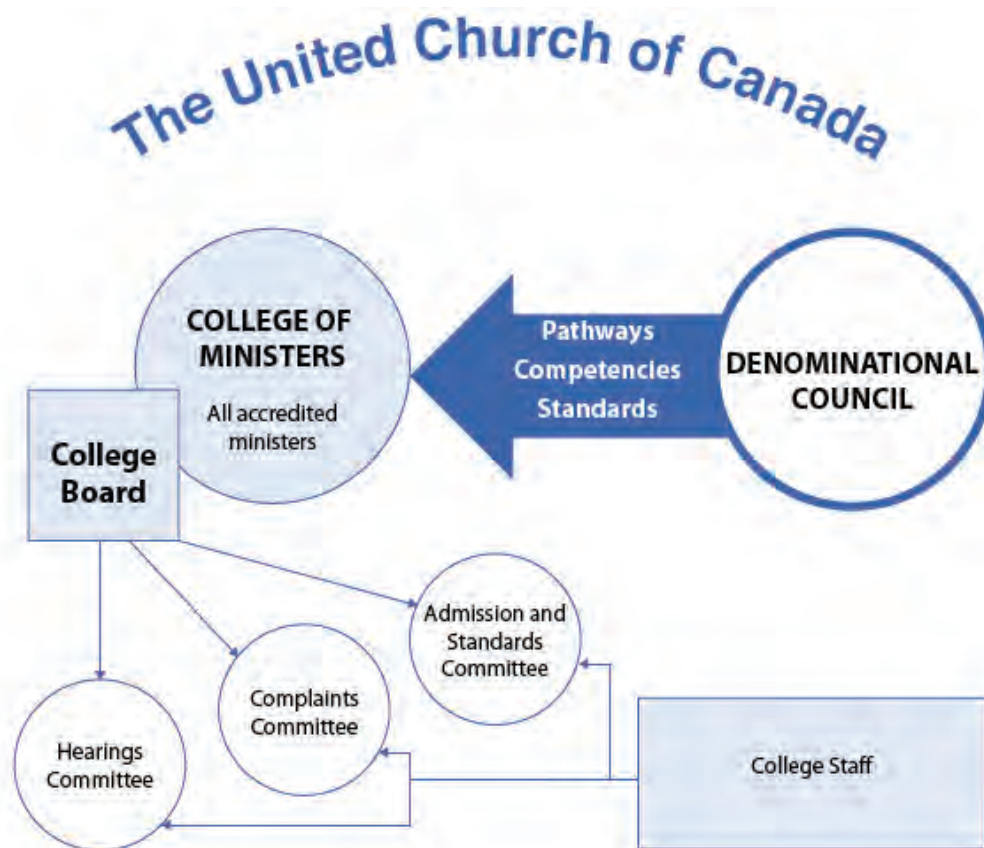 The United Church of Canada
COLLEGE OF
MINISTERS
All accredited
ministers
Pathways
Competencies
Standards
DENOMINATIONAL
COUNCIL
College
Board
Admission and
Standards
Committee
Complaints
Committee
Hearings
Committee
College Staff